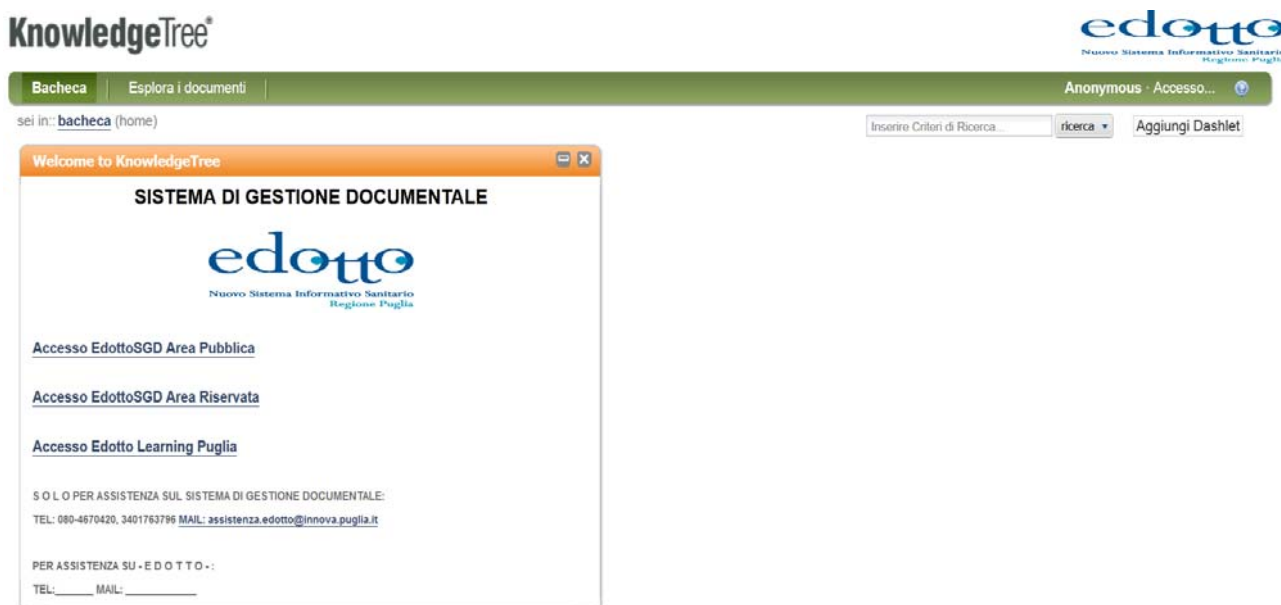 KnowledgeTree®
edotto
Nuovo Sistema Informativo Sanitario
Regione Puglia
Bacheca Esplora i documenti Anonymous · Accesso... ?
sei in:: bacheca (home) Inserire Criteri di Ricerca... ricerca Aggiungi Dashlet
Welcome to KnowledgeTree
SISTEMA DI GESTIONE DOCUMENTALE
edotto
Nuovo Sistema Informativo Sanitario
Regione Puglia
Accesso EdottoSGD Area Pubblica
Accesso EdottoSGD Area Riservata
Accesso Edotto Learning Puglia
S O L O PER ASSISTENZA SUL SISTEMA DI GESTIONE DOCUMENTALE:
TEL: 080-4670420, 3401763796 MAIL: assistenza.edotto@innova.puglia.it
PER ASSISTENZA SU - E D O T T O - :
TEL:______ MAIL: ___________